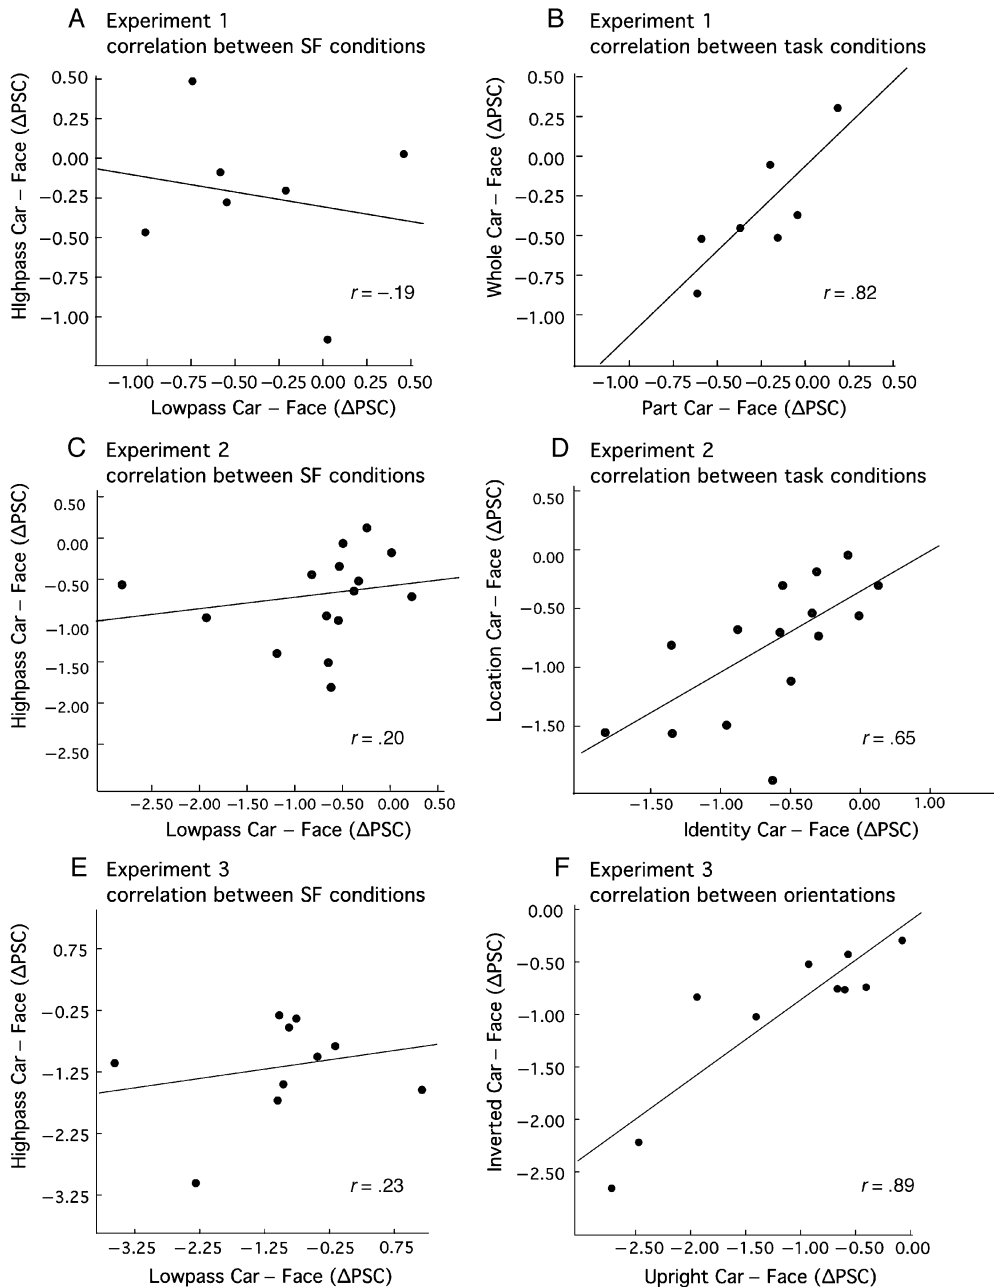 A Experiment 1
correlation between SF conditions
HIghpass Car – Face (ΔPSC)
0.50
0.25
0.00
−0.25
−0.50
−0.75
−1.00
r = −.19
−1.00 −0.75 −0.50 −0.25 0.00 0.25 0.50
Lowpass Car – Face (ΔPSC)
B Experiment 1
correlation between task conditions
Whole Car – Face (ΔPSC)
0.50
0.25
0.00
−0.25
−0.50
−0.75
−1.00
r = .82
−1.00 −0.75 −0.50 −0.25 0.00 0.25 0.50
Part Car – Face (ΔPSC)
C Experiment 2
correlation between SF conditions
Highpass Car – Face (ΔPSC)
0.50
0.00
−0.50
−1.00
−1.50
−2.00
−2.50
r = .20
−2.50 −2.00 −1.00 −0.50 0.00 0.50
Lowpass Car – Face (ΔPSC)
D Experiment 2
correlation between task conditions
Location Car – Face (ΔPSC)
0.50
0.00
−0.50
−1.00
−1.50
r = .65
−1.50 −1.00 −0.50 0.00 1.00
Identity Car – Face (ΔPSC)
E Experiment 3
correlation between SF conditions
Highpass Car – Face (ΔPSC)
0.75
−0.25
−1.25
−2.25
−3.25
r = .23
−3.25 −2.25 −1.25 −0.25 0.75
Lowpass Car – Face (ΔPSC)
F Experiment 3
correlation between orientations
Inverted Car – Face (ΔPSC)
0.00
−0.50
−1.00
−1.50
−2.00
−2.50
r = .89
−2.50 −2.00 −1.00 −0.50 0.00
Upright Car – Face (ΔPSC)